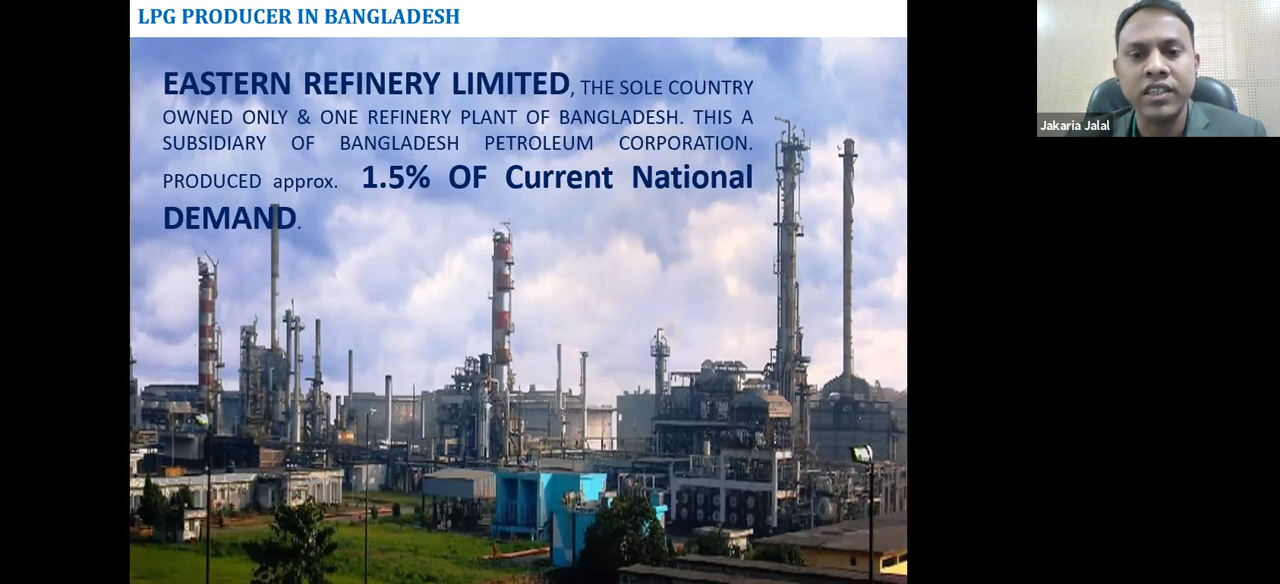 LPG PRODUCER IN BANGLADESH
EASTERN REFINERY LIMITED, THE SOLE COUNTRY
OWNED ONLY & ONE REFINERY PLANT OF BANGLADESH. THIS A
SUBSIDIARY OF BANGLADESH PETROLEUM CORPORATION.
PRODUCED approx. 1.5% OF Current National
DEMAND.
Jakaria Jalal